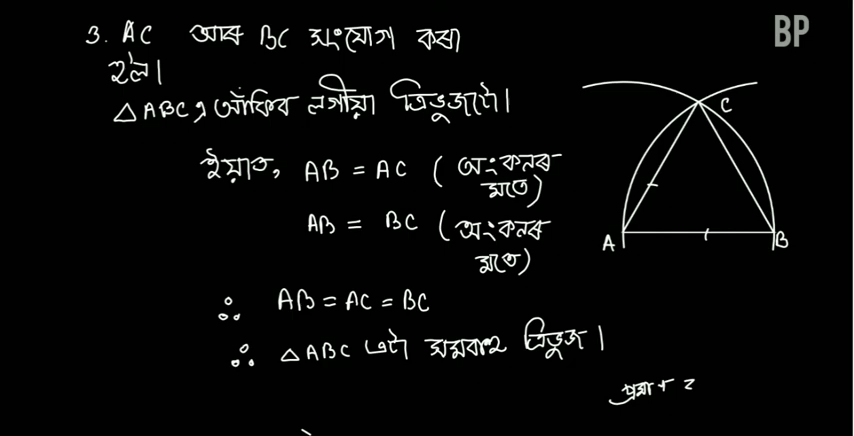 BP
3. AC আৰু BC সংযোগ কৰা
হ'ল।
△ABC এ আঁকিব লগীয়া ত্ৰিভুজটো।
ইয়াত, AB = AC (অংকনৰ
মতে)
AB = BC (অংকনৰ
মতে)
∴ AB = AC = BC
∴ △ABC এটা সমবাহু ত্ৰিভুজ।
C
A
B